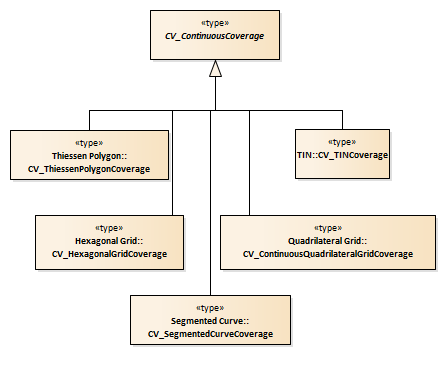 «type»
CV_ContinuousCoverage
«type»
Thiessen Polygon::
CV_ThiessenPolygonCoverage
«type»
TIN::CV_TINCoverage
«type»
Hexagonal Grid::
CV_HexagonalGridCoverage
«type»
Quadrilateral Grid::
CV_ContinuousQuadrilateralGridCoverage
«type»
Segmented Curve::
CV_SegmentedCurveCoverage